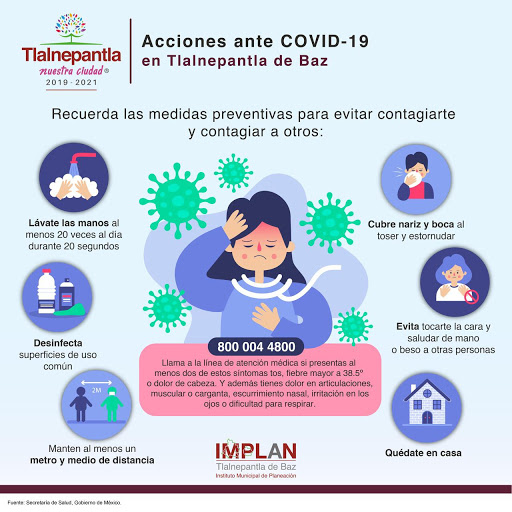 Tlalnepantla
nuestra ciudad®
2019 - 2021
Acciones ante COVID-19
en Tlalnepantla de Baz
Recuerda las medidas preventivas para evitar contagiarte
y contagiar a otros:
Lávate las manos al
menos 20 veces al día
durante 20 segundos
Cubre nariz y boca al
toser y estornudar
Desinfecta
superficies de uso
común
Evita tocarte la cara y
saludar de mano
o beso a otras personas
2M
Mantén al menos un
metro y medio de distancia
Quédate en casa
800 004 4800
Llama a la línea de atención médica si presentas al
menos dos de estos síntomas tos, fiebre mayor a 38.5º
o dolor de cabeza. Y además tienes dolor en articulaciones,
muscular o carganta, escurrimiento nasal, irritación en los
ojos o dificultad para respirar.
IMPLAN
Tlalnepantla de Baz
Instituto Municipal de Planeación
Fuente: Secretaría de Salud, Gobierno de México.